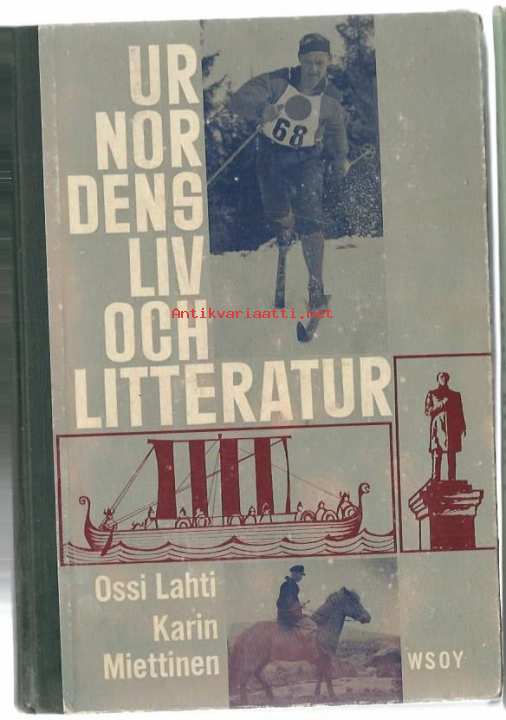 UR
NOR
DENS
LIV
OCH
LITTERATUR
68
Antikvariaatti.net
Ossi Lahti
Karin
Miettinen
WSOY